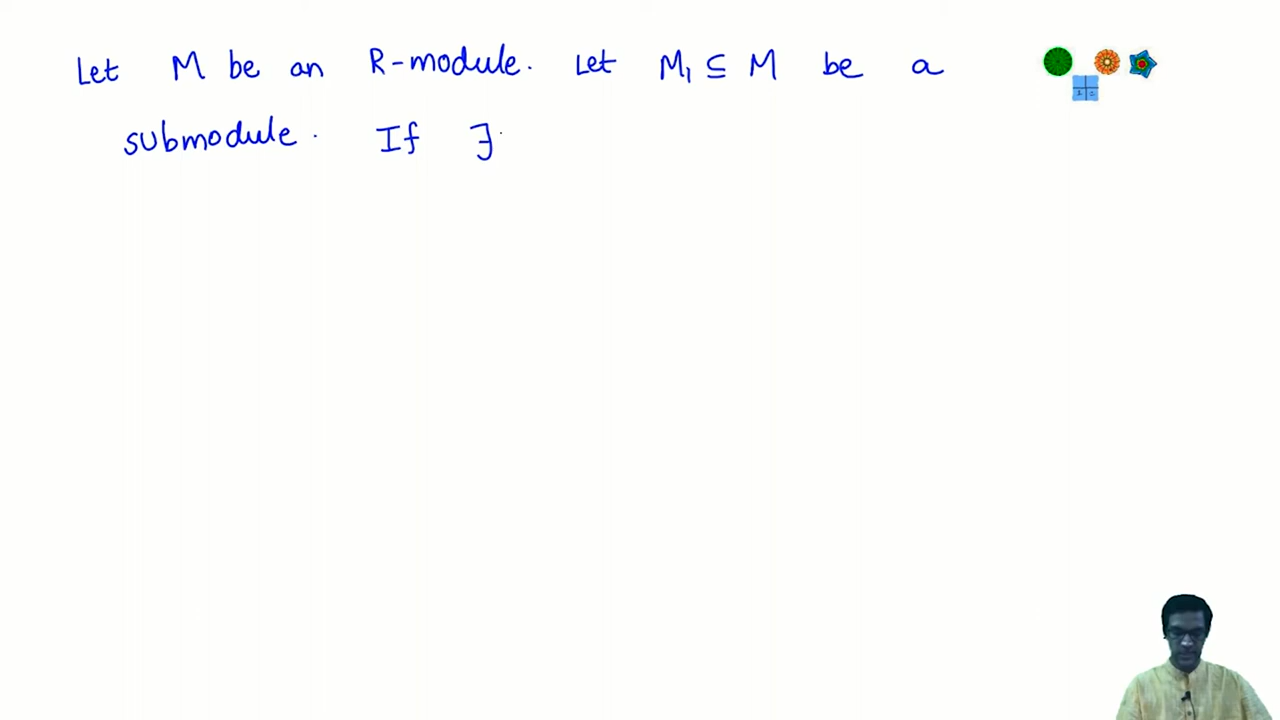 Let M be an R-module. Let M₁ ⊆ M be a
submodule. If ∃